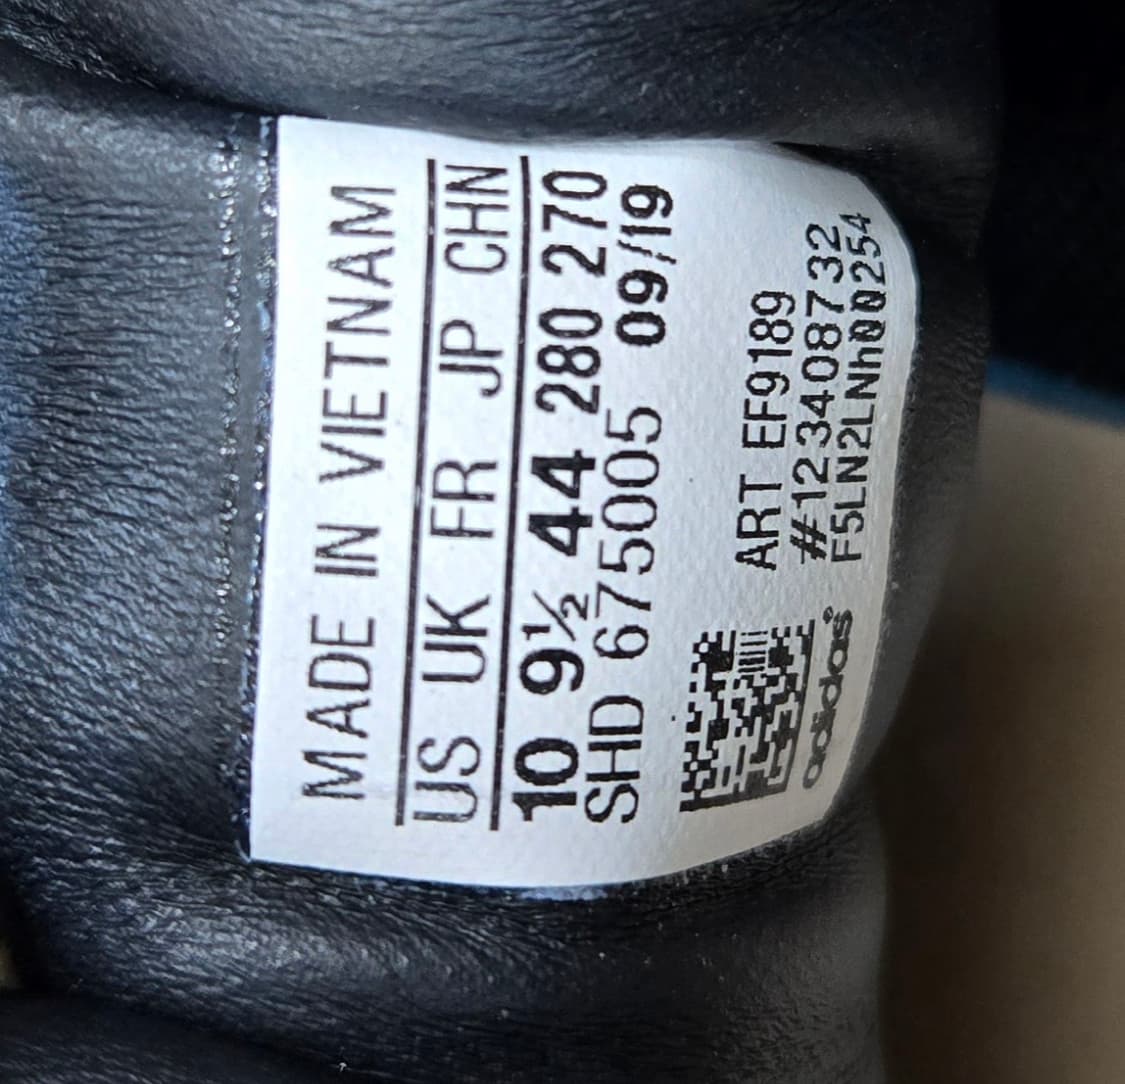 MADE IN VIETNAM
US UK FR JP CHN
10 9½ 44 280 270
SHD 675005 09/19
ART EF9189
#123408732
F5LN2LNh00254
adidas®